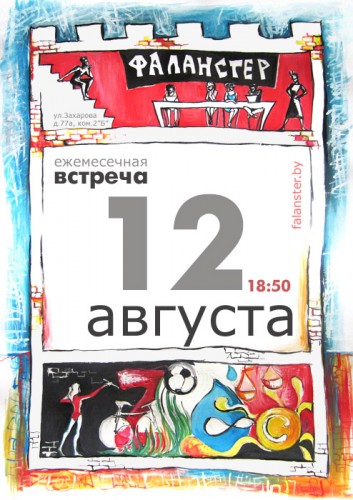 ФАЛАНСТЕР
ул.Захарова
д.77а, ком.2"Б"
ежемесечная
встреча
12
18:50
августа
falanster.by